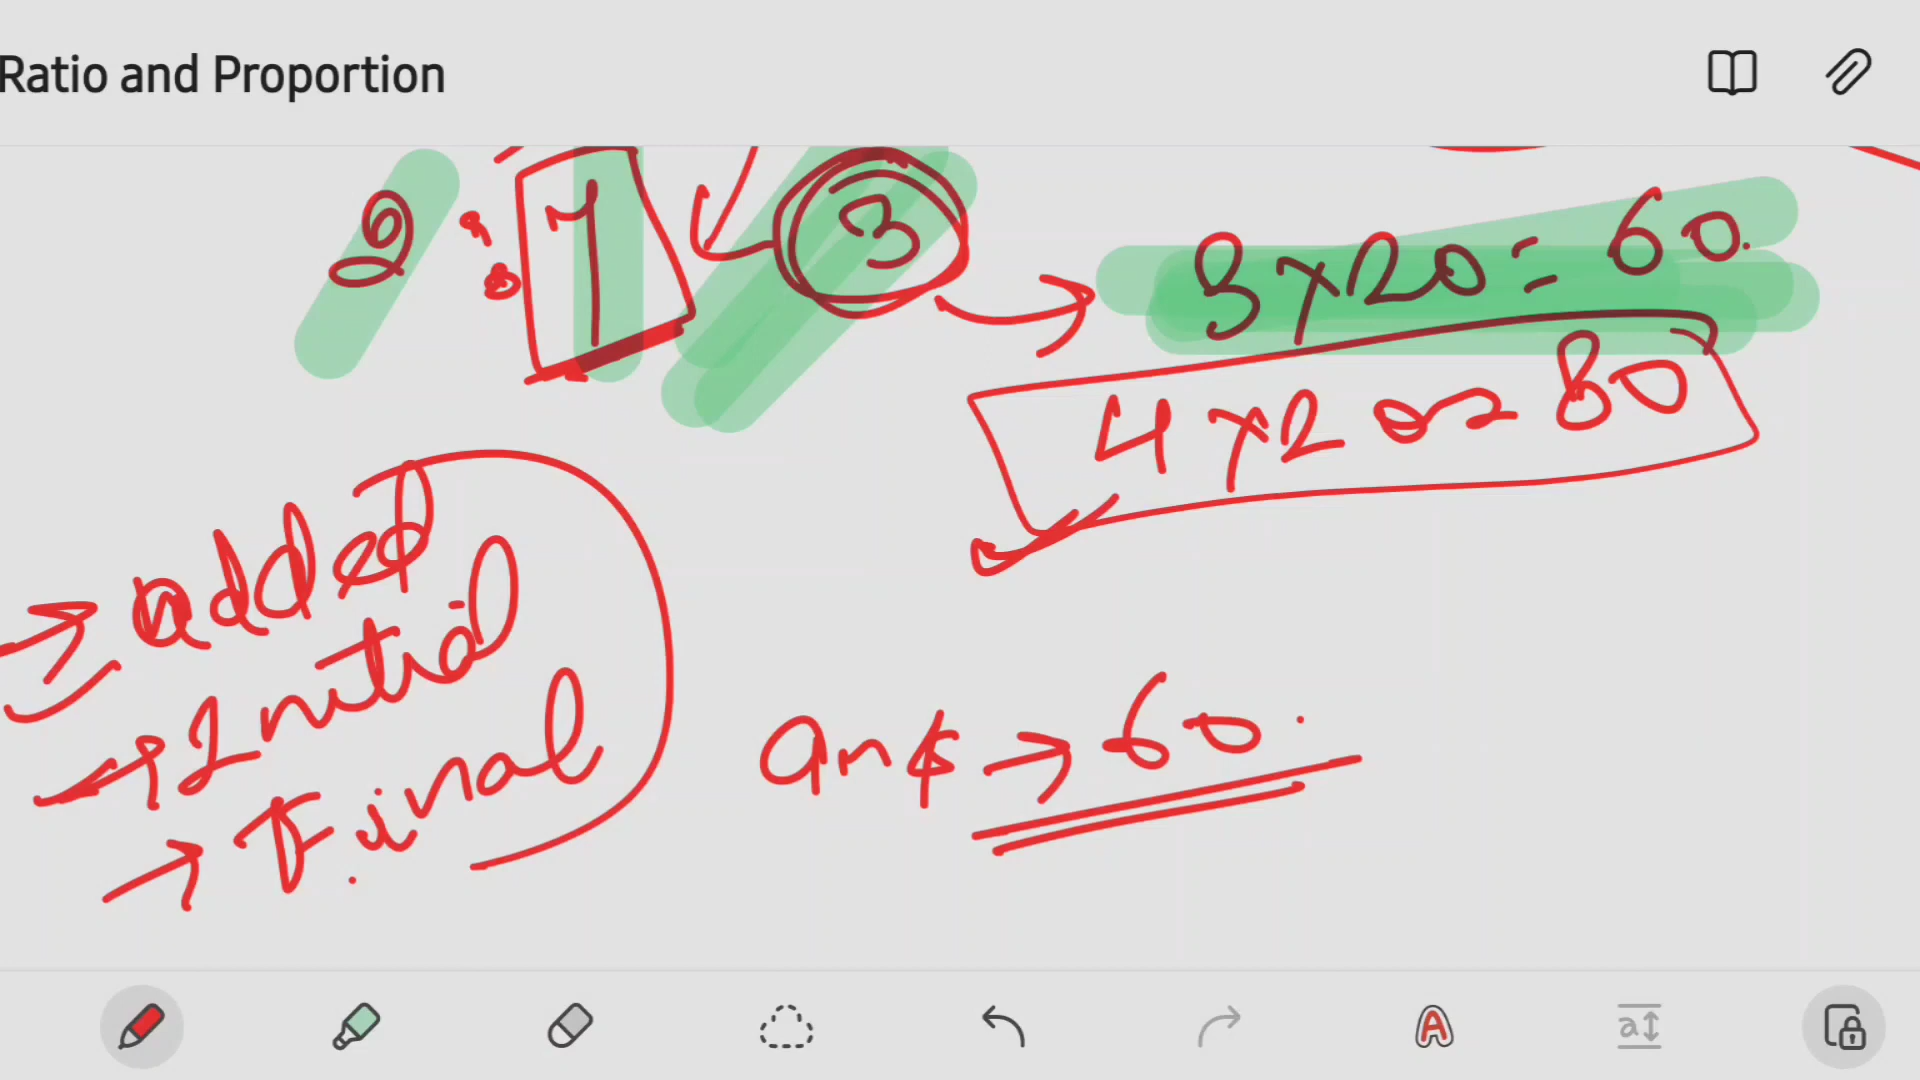 Ratio and Proportion
2 : 1 3
3 x 20 = 60.
4 x 20 = 80
→ added
→ Initial
→ Final
ans → 60.